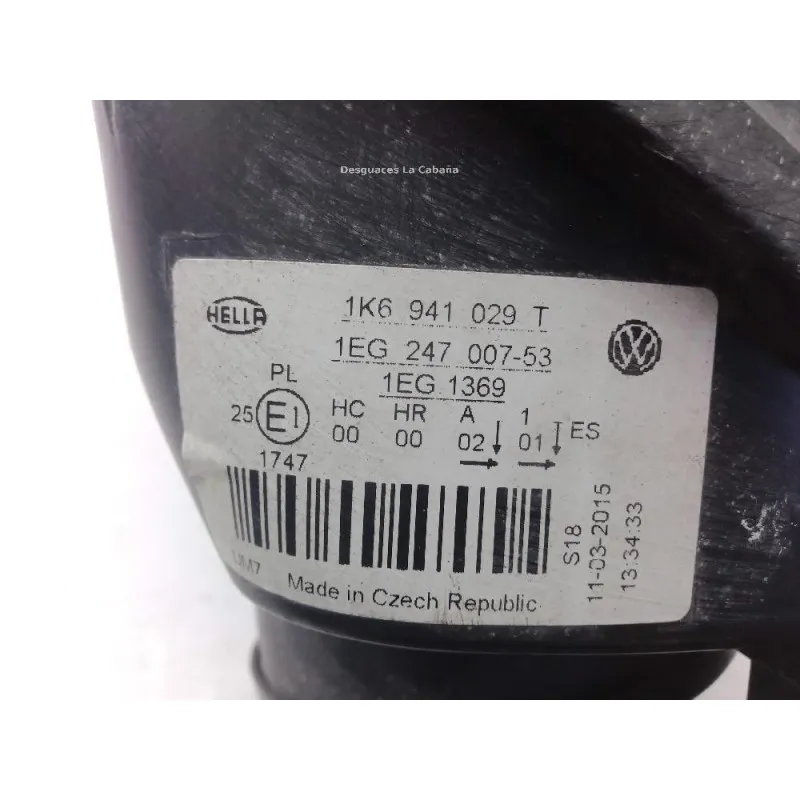 Desguaces La Cabaña
HELLA
1K6 941 029 T
1EG 247 007-53
1EG 1369
VW
PL
25 E1 HC HR A 1 ES
00 00 02 01
1747
S18
11-03-2015
13:34:33
Made in Czech Republic